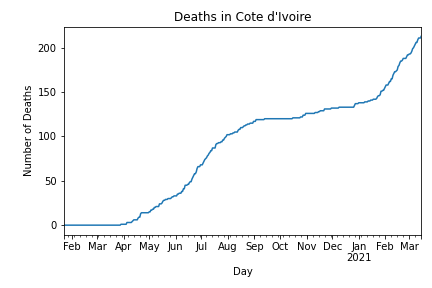 Deaths in Cote d'Ivoire
Number of Deaths
200
150
100
50
0
Feb Mar Apr May Jun Jul Aug Sep Oct Nov Dec Jan Feb Mar
2021
Day